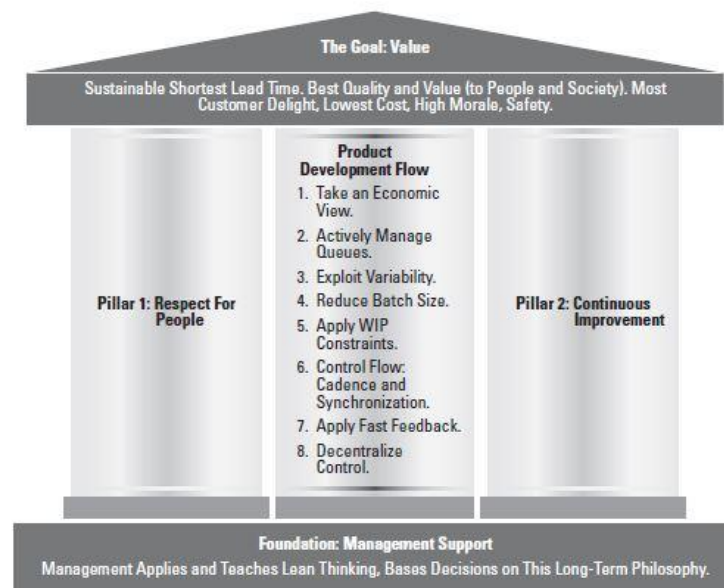 The Goal: Value
Sustainable Shortest Lead Time. Best Quality and Value (to People and Society). Most
Customer Delight, Lowest Cost, High Morale, Safety.
Pillar 1: Respect For
People
Product
Development Flow
1. Take an Economic
View.
2. Actively Manage
Queues.
3. Exploit Variability.
4. Reduce Batch Size.
5. Apply WIP
Constraints.
6. Control Flow:
Cadence and
Synchronization.
7. Apply Fast Feedback.
8. Decentralize
Control.
Pillar 2: Continuous
Improvement
Foundation: Management Support
Management Applies and Teaches Lean Thinking, Bases Decisions on This Long-Term Philosophy.